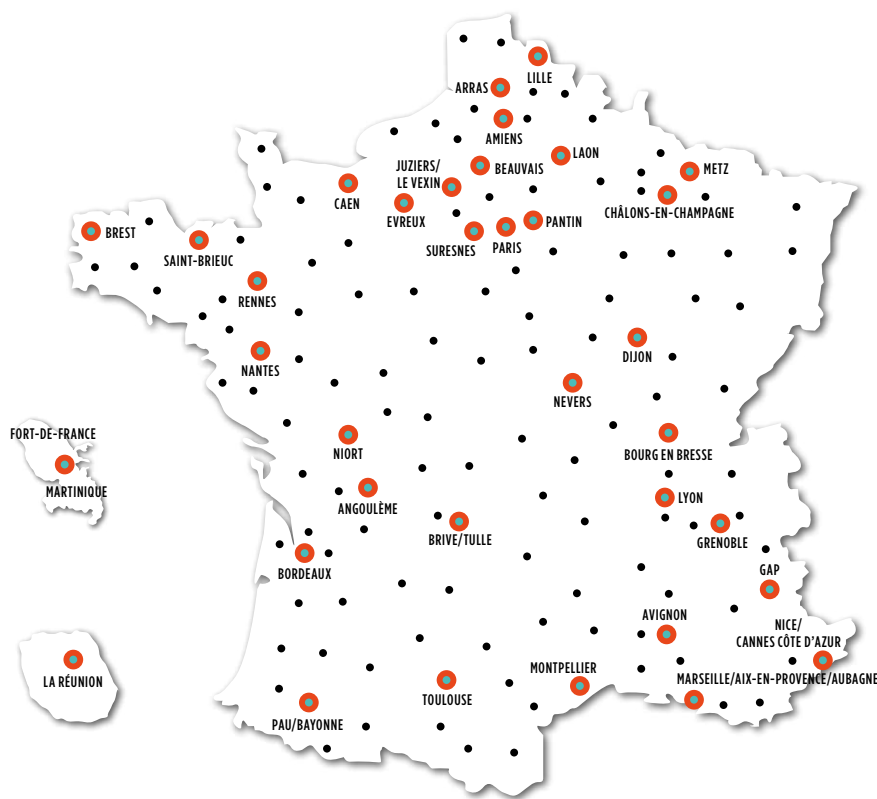 LILLE
ARRAS
AMIENS
LAON
JUZIERS/
LE VEXIN
BEAUVAIS
METZ
CAEN
EVREUX
CHÂLONS-EN-CHAMPAGNE
PANTIN
BREST
SURESNES
PARIS
SAINT-BRIEUC
RENNES
DIJON
NANTES
NEVERS
FORT-DE-FRANCE
NIORT
BOURG EN BRESSE
MARTINIQUE
ANGOULÈME
LYON
BRIVE/TULLE
GRENOBLE
BORDEAUX
GAP
AVIGNON
NICE/
CANNES CÔTE D'AZUR
MONTPELLIER
MARSEILLE/AIX-EN-PROVENCE/AUBAGNE
LA RÉUNION
TOULOUSE
PAU/BAYONNE